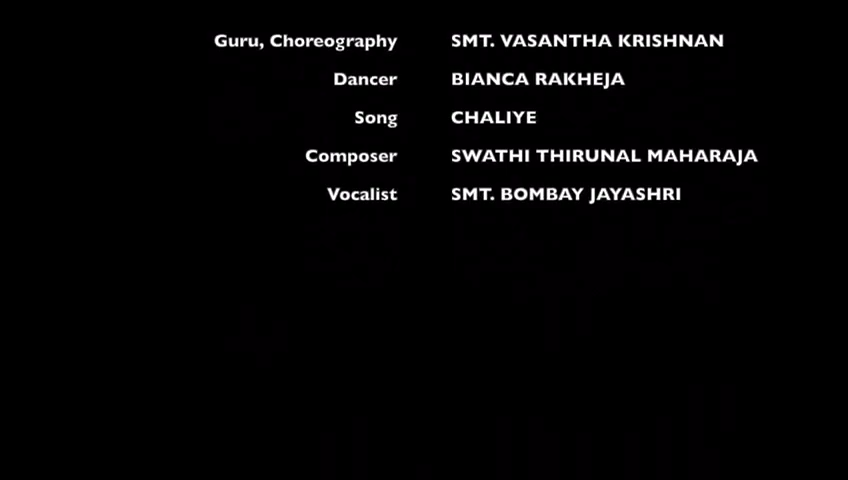 Guru, Choreography SMT. VASANTHA KRISHNAN
Dancer BIANCA RAKHEJA
Song CHALIYE
Composer SWATHI THIRUNAL MAHARAJA
Vocalist SMT. BOMBAY JAYASHRI